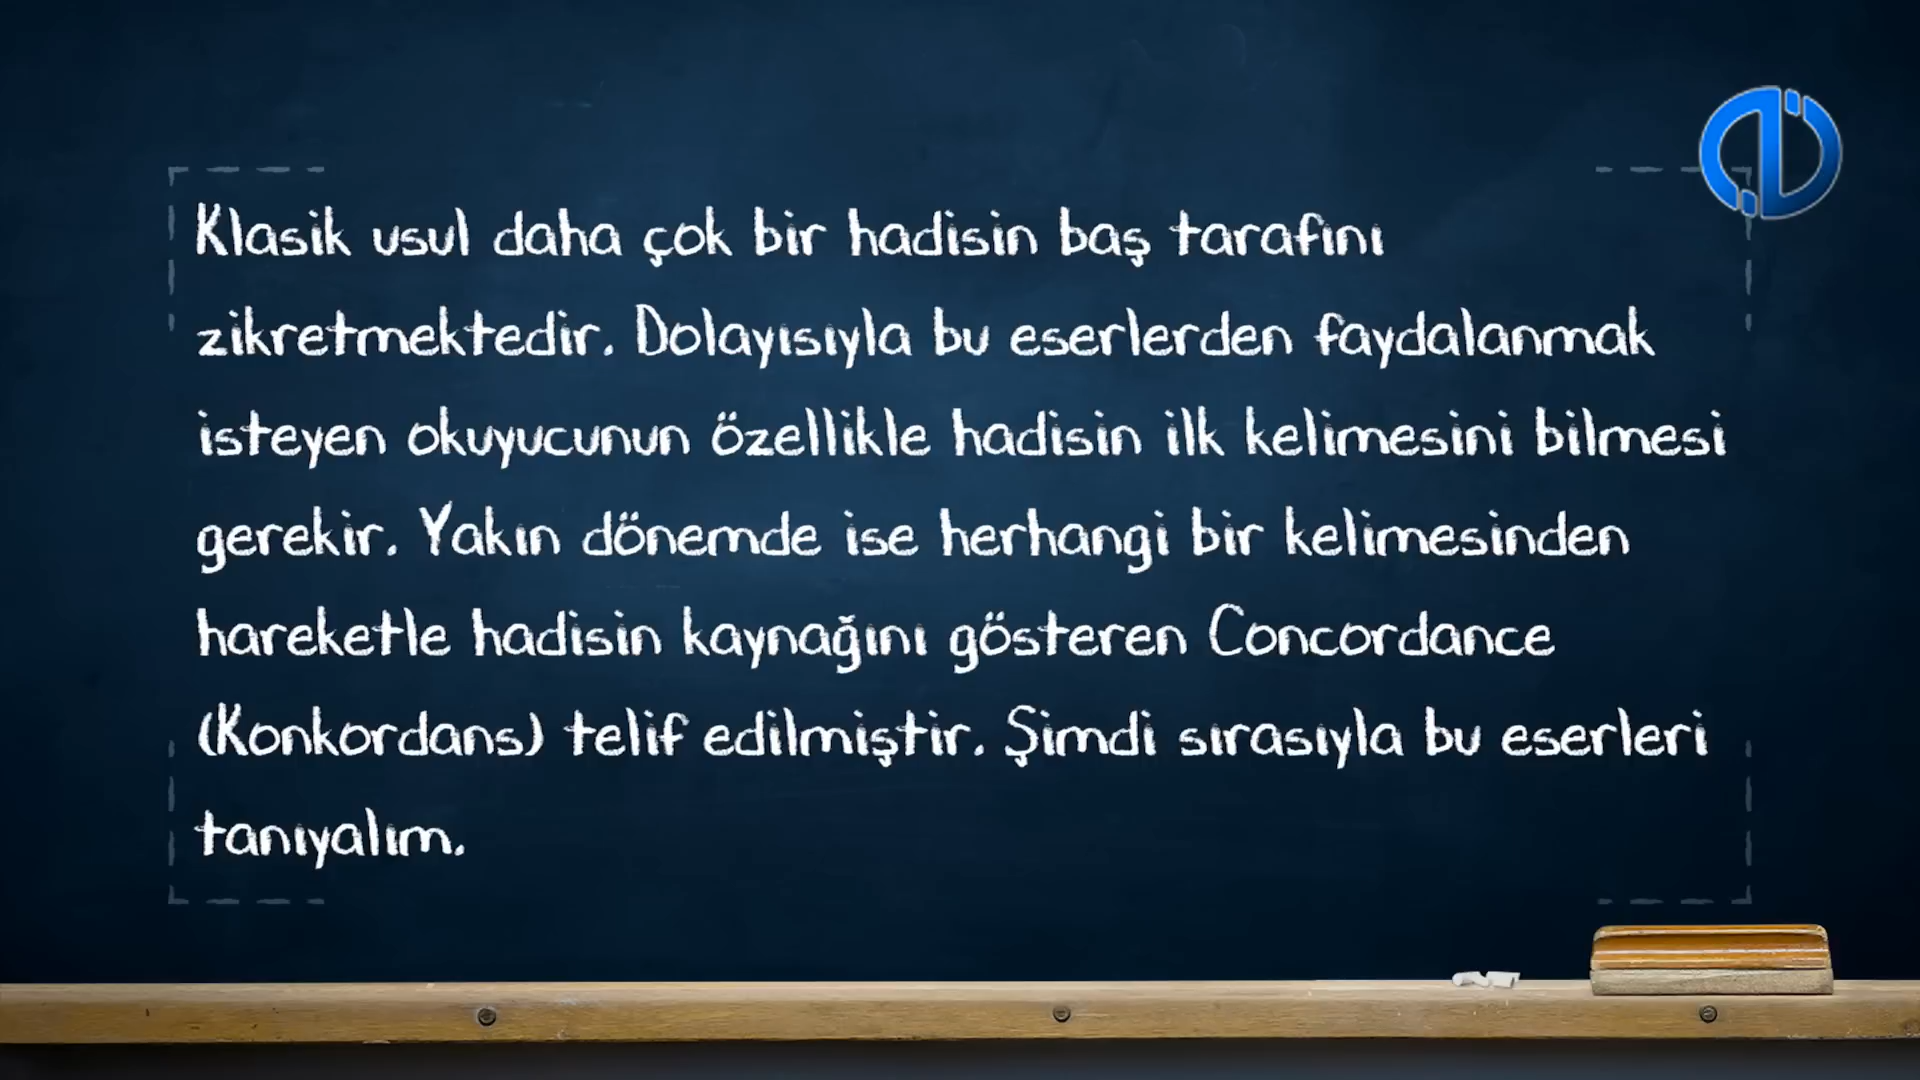 Klasik usul daha çok bir hadisin baş tarafını
zikretmektedir. Dolayısıyla bu eserlerden faydalanmak
isteyen okuyucunun özellikle hadisin ilk kelimesini bilmesi
gerekir. Yakın dönemde ise herhangi bir kelimesinden
hareketle hadisin kaynağını gösteren Concordance
(Konkordans) telif edilmiştir. Şimdi sırasıyla bu eserleri
tanıyalım.